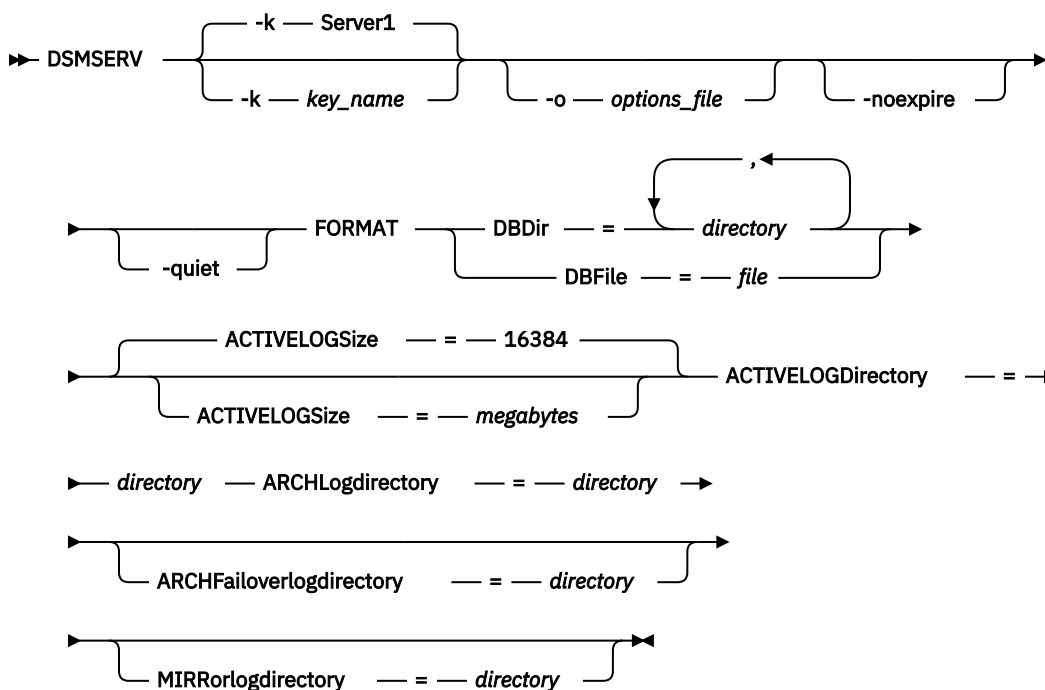 -k Server1
DSMSERV
-k key_name
-o options_file
-noexpire
,
-quiet
FORMAT
DBDir = directory
DBFile = file
ACTIVELOGSize = 16384
ACTIVELOGSize = megabytes
ACTIVELOGDirectory =
directory ARCHLogdirectory = directory
ARCHFailoverlogdirectory = directory
MIRRorlogdirectory = directory